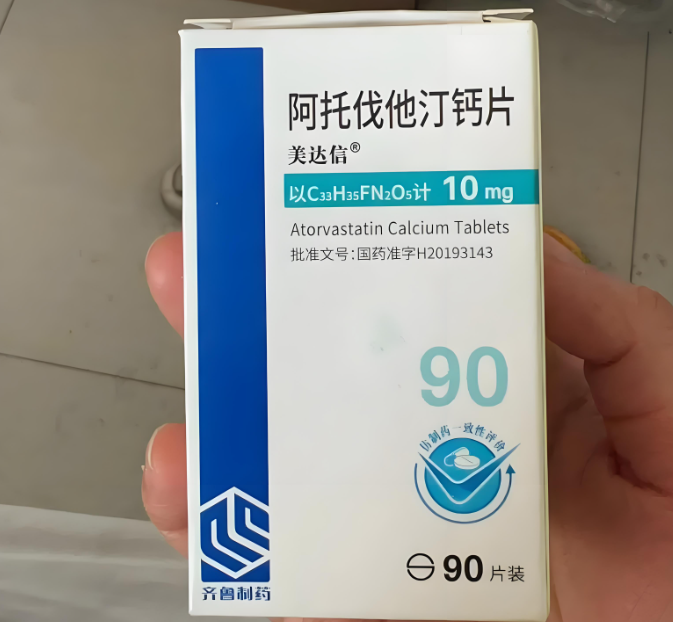 阿托伐他汀钙片
美达信®
以C₃₃H₃₅FN₂O₅计 10 mg
Atorvastatin Calcium Tablets
批准文号:国药准字H20193143
90
仿制药一致性评价
90 片装
齐鲁制药